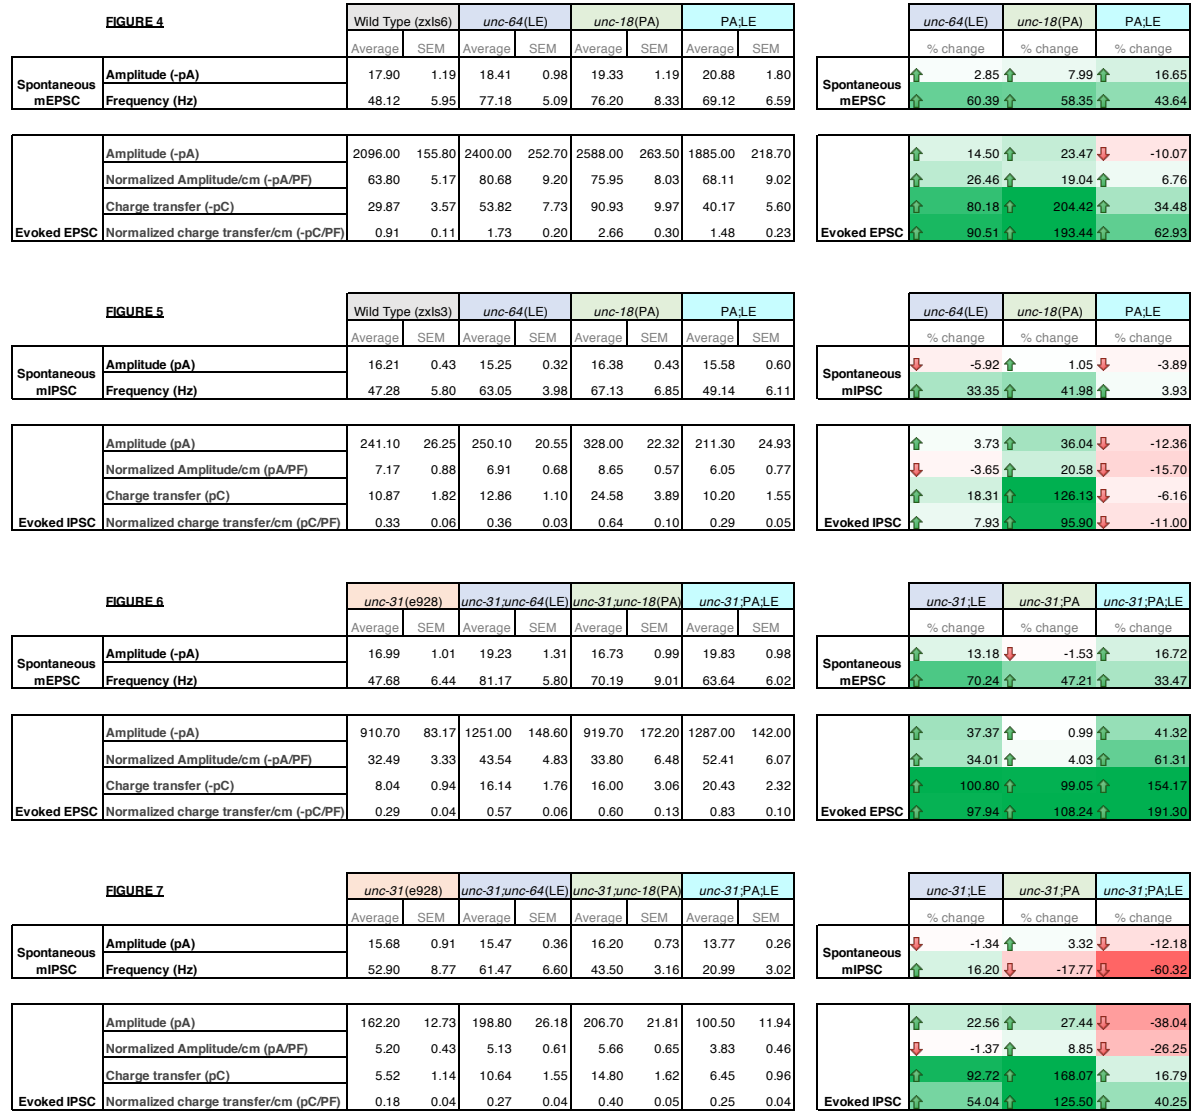 FIGURE 4 Wild Type (zxIs6) unc-64(LE) unc-18(PA) PA;LE unc-64(LE) unc-18(PA) PA;LE
Average SEM Average SEM Average SEM Average SEM % change % change % change
Spontaneous mEPSC Amplitude (-pA) 17.90 1.19 18.41 0.98 19.33 1.19 20.88 1.80 2.85 7.99 16.65
Frequency (Hz) 48.12 5.95 77.18 5.09 76.20 8.33 69.12 6.59 60.39 58.35 43.64
Amplitude (-pA) 2096.00 155.80 2400.00 252.70 2588.00 263.50 1885.00 218.70 14.50 23.47 -10.07
Normalized Amplitude/cm (-pA/PF) 63.80 5.17 80.68 9.20 75.95 8.03 68.11 9.02 26.46 19.04 6.76
Charge transfer (-pC) 29.87 3.57 53.82 7.73 90.93 9.97 40.17 5.60 80.18 204.42 34.48
Evoked EPSC Normalized charge transfer/cm (-pC/PF) 0.91 0.11 1.73 0.20 2.66 0.30 1.48 0.23 Evoked EPSC 90.51 193.44 62.93
FIGURE 5 Wild Type (zxIs3) unc-64(LE) unc-18(PA) PA;LE unc-64(LE) unc-18(PA) PA;LE
Average SEM Average SEM Average SEM Average SEM % change % change % change
Spontaneous mIPSC Amplitude (pA) 16.21 0.43 15.25 0.32 16.38 0.43 15.58 0.60 Spontaneous mIPSC -5.92 1.05 -3.89
Frequency (Hz) 47.28 5.80 63.05 3.98 67.13 6.85 49.14 6.11 33.35 41.98 3.93
Amplitude (pA) 241.10 26.25 250.10 20.55 328.00 22.32 211.30 24.93 3.73 36.04 -12.36
Normalized Amplitude/cm (pA/PF) 7.17 0.88 6.91 0.68 8.65 0.57 6.05 0.77 -3.65 20.58 -15.70
Charge transfer (pC) 10.87 1.82 12.86 1.10 24.58 3.89 10.20 1.55 18.31 126.13 -6.16
Evoked IPSC Normalized charge transfer/cm (pC/PF) 0.33 0.06 0.36 0.03 0.64 0.10 0.29 0.05 Evoked IPSC 7.93 95.90 -11.00
FIGURE 6 unc-31(e928) unc-31;unc-64(LE) unc-31;unc-18(PA) unc-31;PA;LE unc-31;LE unc-31;PA unc-31;PA;LE
Average SEM Average SEM Average SEM Average SEM % change % change % change
Spontaneous mEPSC Amplitude (-pA) 16.99 1.01 19.23 1.31 16.73 0.99 19.83 0.98 Spontaneous mEPSC 13.18 -1.53 16.72
Frequency (Hz) 47.68 6.44 81.17 5.80 70.19 9.01 63.64 6.02 70.24 47.21 33.47
Amplitude (-pA) 910.70 83.17 1251.00 148.60 919.70 172.20 1287.00 142.00 37.37 0.99 41.32
Normalized Amplitude/cm (-pA/PF) 32.49 3.33 43.54 4.83 33.80 6.48 52.41 6.07 34.01 4.03 61.31
Charge transfer (-pC) 8.04 0.94 16.14 1.76 16.00 3.06 20.43 2.32 100.80 99.05 154.17
Evoked EPSC Normalized charge transfer/cm (-pC/PF) 0.29 0.04 0.57 0.06 0.60 0.13 0.83 0.10 Evoked EPSC 97.94 108.24 191.30
FIGURE 7 unc-31(e928) unc-31;unc-64(LE) unc-31;unc-18(PA) unc-31;PA;LE unc-31;LE unc-31;PA unc-31;PA;LE
Average SEM Average SEM Average SEM Average SEM % change % change % change
Spontaneous mIPSC Amplitude (pA) 15.68 0.91 15.47 0.36 16.20 0.73 13.77 0.26 Spontaneous mIPSC -1.34 3.32 -12.18
Frequency (Hz) 52.90 8.77 61.47 6.60 43.50 3.16 20.99 3.02 16.20 -17.77 -60.32
Amplitude (pA) 162.20 12.73 198.80 26.18 206.70 21.81 100.50 11.94 22.56 27.44 -38.04
Normalized Amplitude/cm (pA/PF) 5.20 0.43 5.13 0.61 5.66 0.65 3.83 0.46 -1.37 8.85 -26.25
Charge transfer (pC) 5.52 1.14 10.64 1.55 14.80 1.62 6.45 0.96 92.72 168.07 16.79
Evoked IPSC Normalized charge transfer/cm (pC/PF) 0.18 0.04 0.27 0.04 0.40 0.05 0.25 0.04 Evoked IPSC 54.04 125.50 40.25